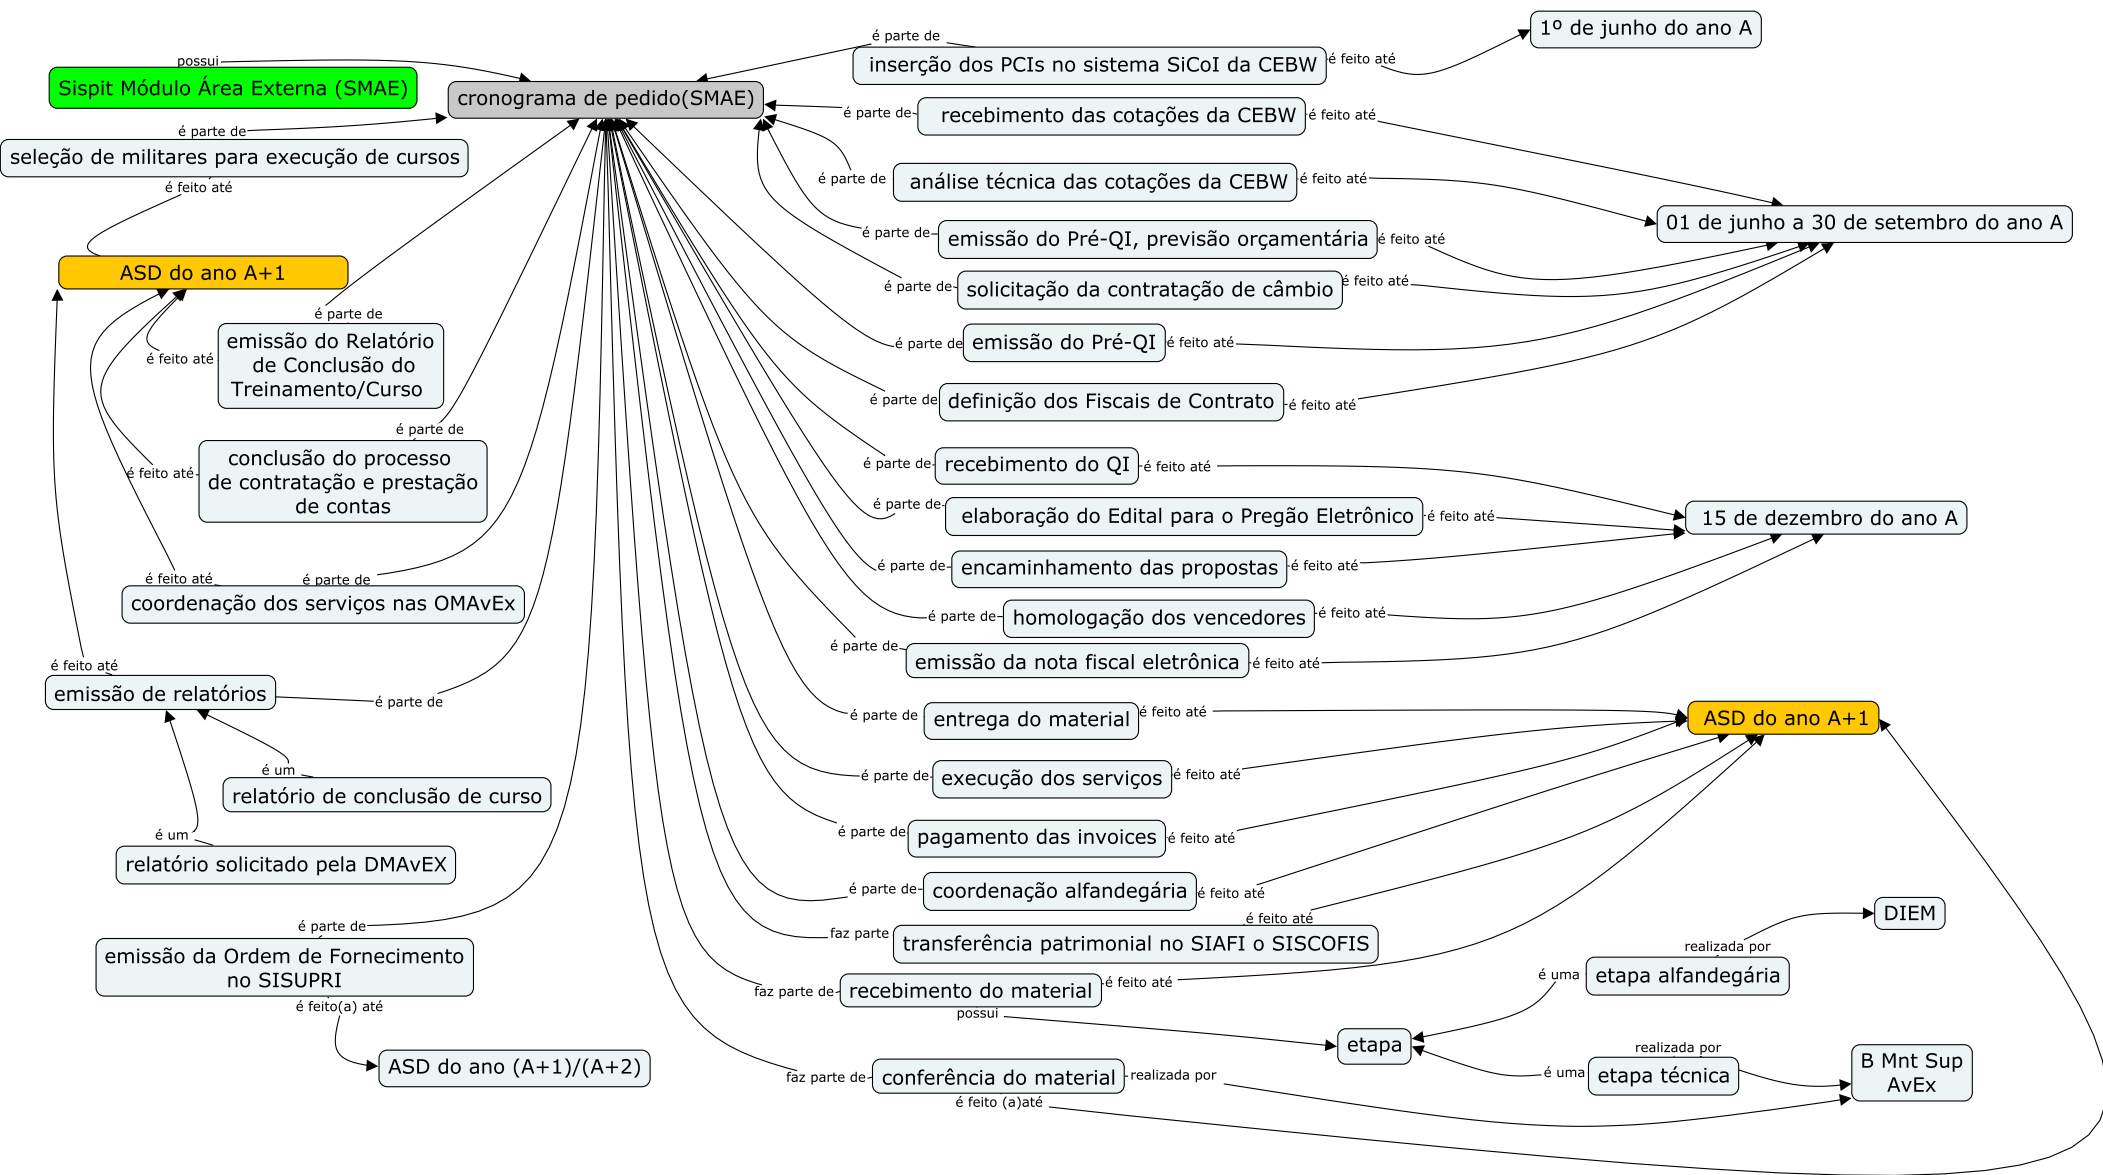 possui
Sispit Módulo Área Externa (SMAE)
cronograma de pedido(SMAE)
é parte de
seleção de militares para execução de cursos
é feito até
ASD do ano A+1
é parte de
emissão do Relatório
de Conclusão do
Treinamento/Curso
é feito até
é parte de
conclusão do processo
de contratação e prestação
de contas
é feito até
é feito até
é parte de
coordenação dos serviços nas OMAvEx
é feito até
emissão de relatórios
é parte de
é um
relatório de conclusão de curso
é um
relatório solicitado pela DMAvEX
é parte de
emissão da Ordem de Fornecimento
no SISUPRI
é feito(a) até
ASD do ano (A+1)/(A+2)
é parte de
inserção dos PCIs no sistema SiCoI da CEBW
é feito até
1º de junho do ano A
é parte de
recebimento das cotações da CEBW
é feito até
é parte de
análise técnica das cotações da CEBW
é feito até
01 de junho a 30 de setembro do ano A
é parte de
emissão do Pré-QI, previsão orçamentária
é feito até
é parte de
solicitação da contratação de câmbio
é feito até
é parte de
emissão do Pré-QI
é feito até
é parte de
definição dos Fiscais de Contrato
é feito até
é parte de
recebimento do QI
é feito até
é parte de
elaboração do Edital para o Pregão Eletrônico
é feito até
15 de dezembro do ano A
é parte de
encaminhamento das propostas
é feito até
é parte de
homologação dos vencedores
é feito até
é parte de
emissão da nota fiscal eletrônica
é feito até
é parte de
entrega do material
é feito até
ASD do ano A+1
é parte de
execução dos serviços
é feito até
é parte de
pagamento das invoices
é feito até
é parte de
coordenação alfandegária
é feito até
faz parte
transferência patrimonial no SIAFI o SISCOFIS
é feito até
faz parte de
recebimento do material
é feito até
possui
etapa
é uma
etapa alfandegária
realizada por
DIEM
é uma
etapa técnica
realizada por
B Mnt Sup
AvEx
faz parte de
conferência do material
realizada por
é feito (a)até